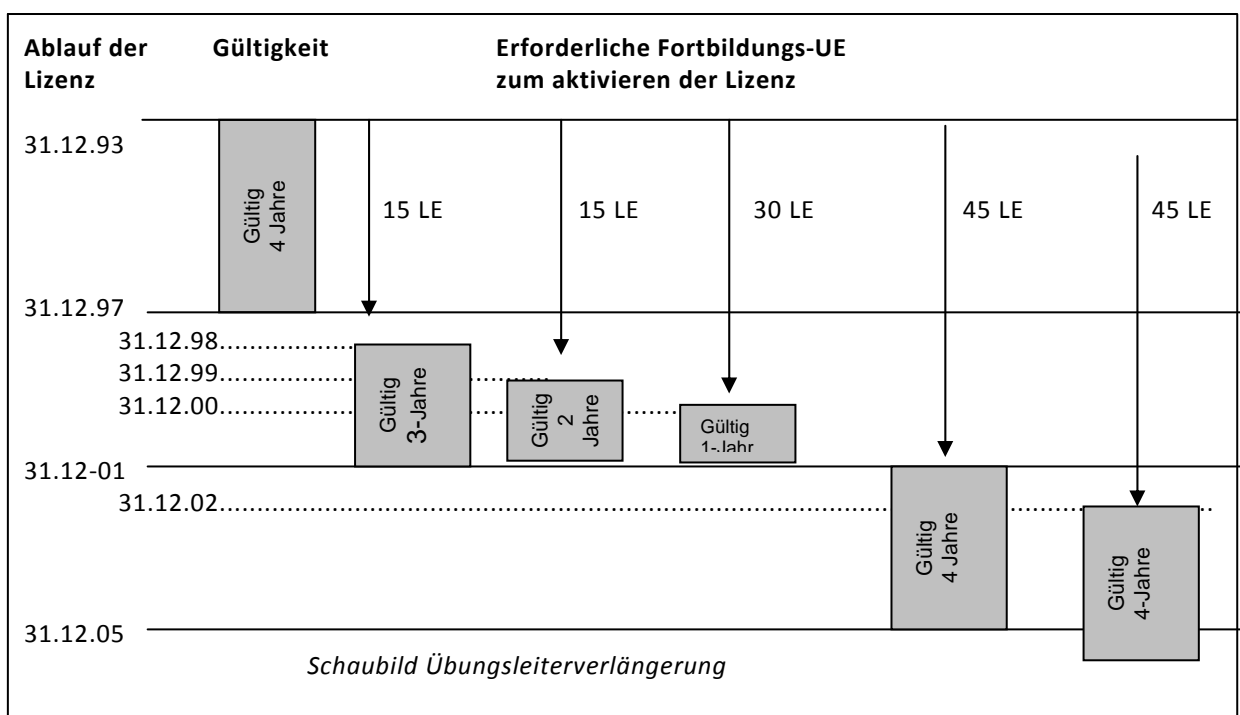 Ablauf der Lizenz
Gültigkeit
Erforderliche Fortbildungs-UE
zum aktivieren der Lizenz
31.12.93
Gültig
4 Jahre
15 LE
15 LE
30 LE
45 LE
45 LE
31.12.97
31.12.98
31.12.99
31.12.00
Gültig
3-Jahre
Gültig
2
Jahre
Gültig
1-Jahr
31.12-01
31.12.02
Gültig
4 Jahre
Gültig
4-Jahre
31.12.05
Schaubild Übungsleiterverlängerung